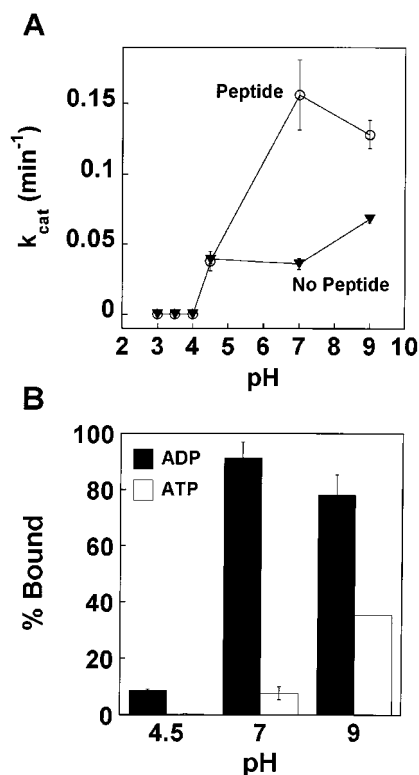 A
k_cat (min⁻¹)
0.15
0.1
0.05
0
Peptide
No Peptide
2 3 4 5 6 7 8 9 10
pH
B
% Bound
100
80
60
40
20
0
ADP
ATP
4.5 7 9
pH